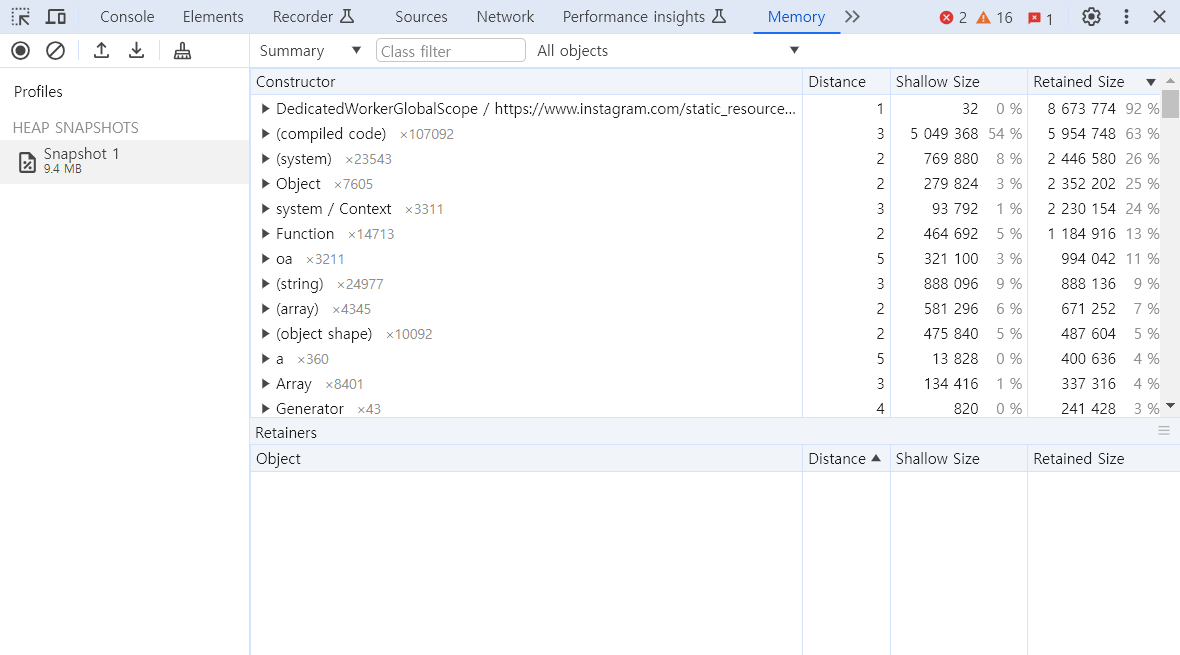 Console Elements Recorder Sources Network Performance insights Memory 2 16 1
Summary Class filter All objects
Profiles
HEAP SNAPSHOTS
Snapshot 1
9.4 MB
Constructor Distance Shallow Size Retained Size
DedicatedWorkerGlobalScope / https://www.instagram.com/static_resource... 1 32 0 % 8 673 774 92 %
(compiled code) ×107092 3 5 049 368 54 % 5 954 748 63 %
(system) ×23543 2 769 880 8 % 2 446 580 26 %
Object ×7605 2 279 824 3 % 2 352 202 25 %
system / Context ×3311 3 93 792 1 % 2 230 154 24 %
Function ×14713 2 464 692 5 % 1 184 916 13 %
oa ×3211 5 321 100 3 % 994 042 11 %
(string) ×24977 3 888 096 9 % 888 136 9 %
(array) ×4345 2 581 296 6 % 671 252 7 %
(object shape) ×10092 2 475 840 5 % 487 604 5 %
a ×360 5 13 828 0 % 400 636 4 %
Array ×8401 3 134 416 1 % 337 316 4 %
Generator ×43 4 820 0 % 241 428 3 %
Retainers
Object Distance Shallow Size Retained Size